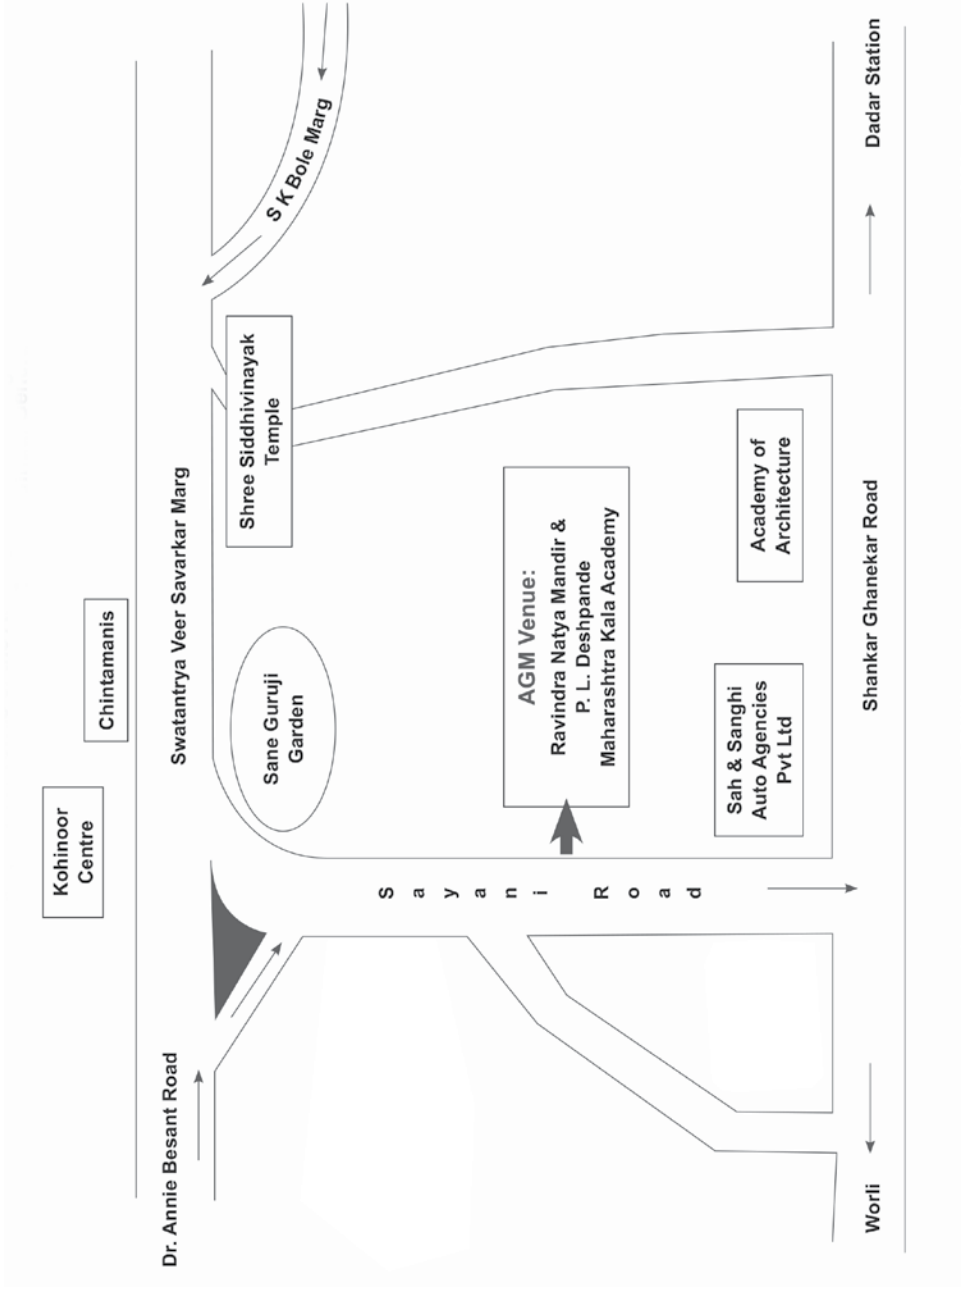 Kohinoor
Centre
Chintamanis
Dr. Annie Besant Road
Swatantrya Veer Savarkar Marg
S K Bole Marg
Sane Guruji
Garden
Shree Siddhivinayak
Temple
Sayani Road
AGM Venue:
Ravindra Natya Mandir &
P. L. Deshpande
Maharashtra Kala Academy
Sah & Sanghi
Auto Agencies
Pvt Ltd
Academy of
Architecture
Worli
Shankar Ghanekar Road
Dadar Station